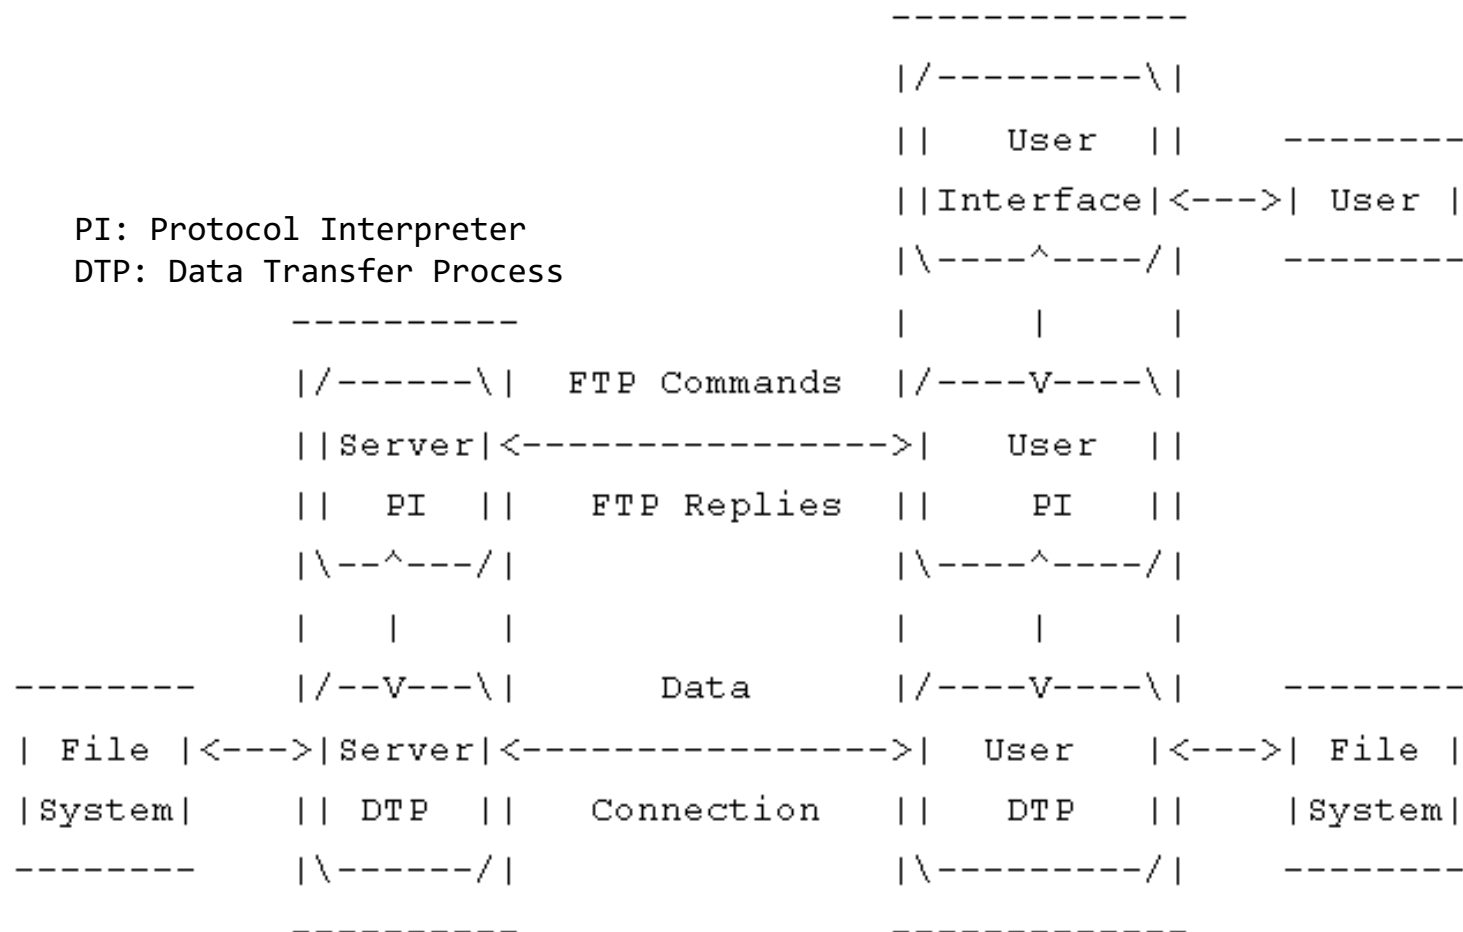 -------------
|/---------\|
||   User  ||    --------
||Interface|<--->| User |
PI: Protocol Interpreter
|\----^----/|    --------
DTP: Data Transfer Process
----------                |     |     |
|/------\|  FTP Commands  |/----V----\|
||Server|<---------------->|   User  ||
||  PI  ||   FTP Replies  ||    PI   ||
|\--^---/|                |\----^----/|
|   |    |                |     |     |
--------    |/--V---\|      Data      |/----V----\|    --------
| File |<--->|Server|<---------------->|  User   |<--->| File |
|System|    || DTP  ||   Connection   ||   DTP   ||    |System|
--------    |\------/|                |\---------/|    --------
----------                -------------